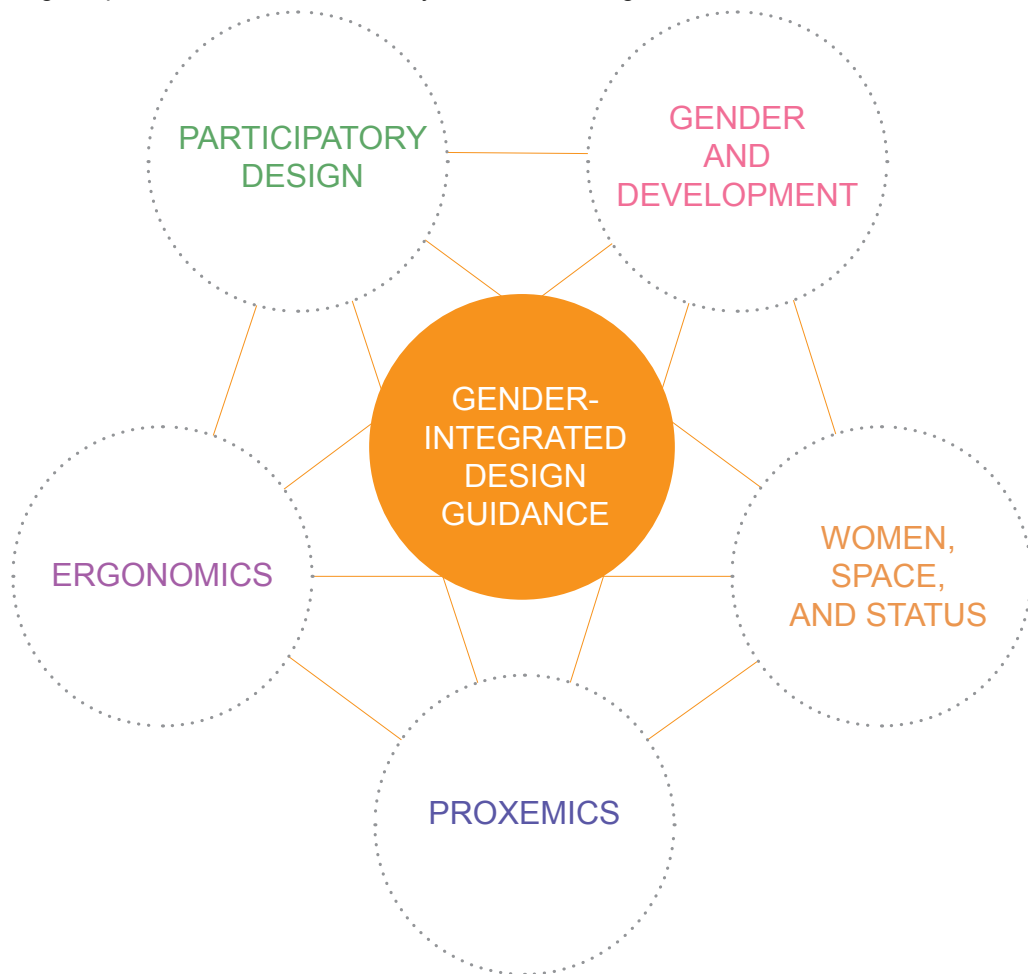 PARTICIPATORY
DESIGN
GENDER
AND
DEVELOPMENT
GENDER-
INTEGRATED
DESIGN
GUIDANCE
ERGONOMICS
WOMEN,
SPACE,
AND STATUS
PROXEMICS